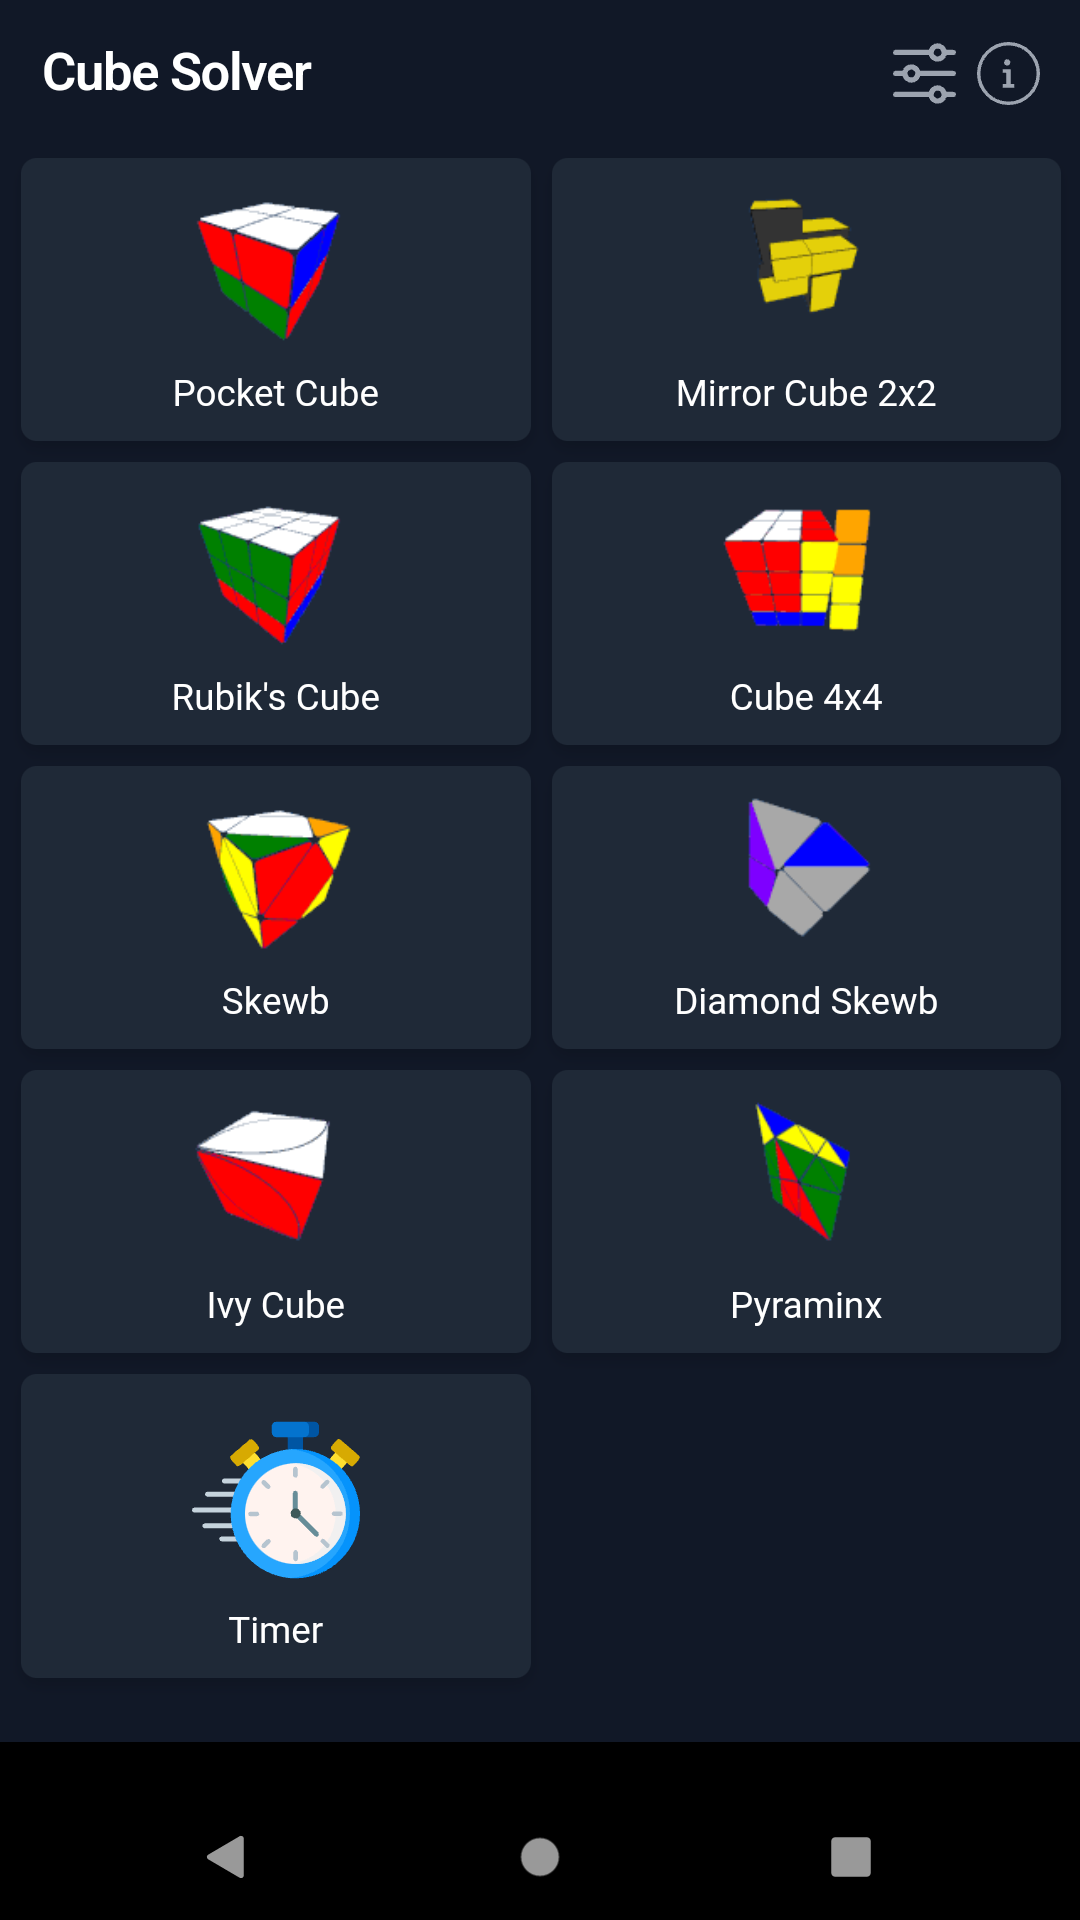 Cube Solver
Pocket Cube
Mirror Cube 2x2
Rubik's Cube
Cube 4x4
Skewb
Diamond Skewb
Ivy Cube
Pyraminx
Timer